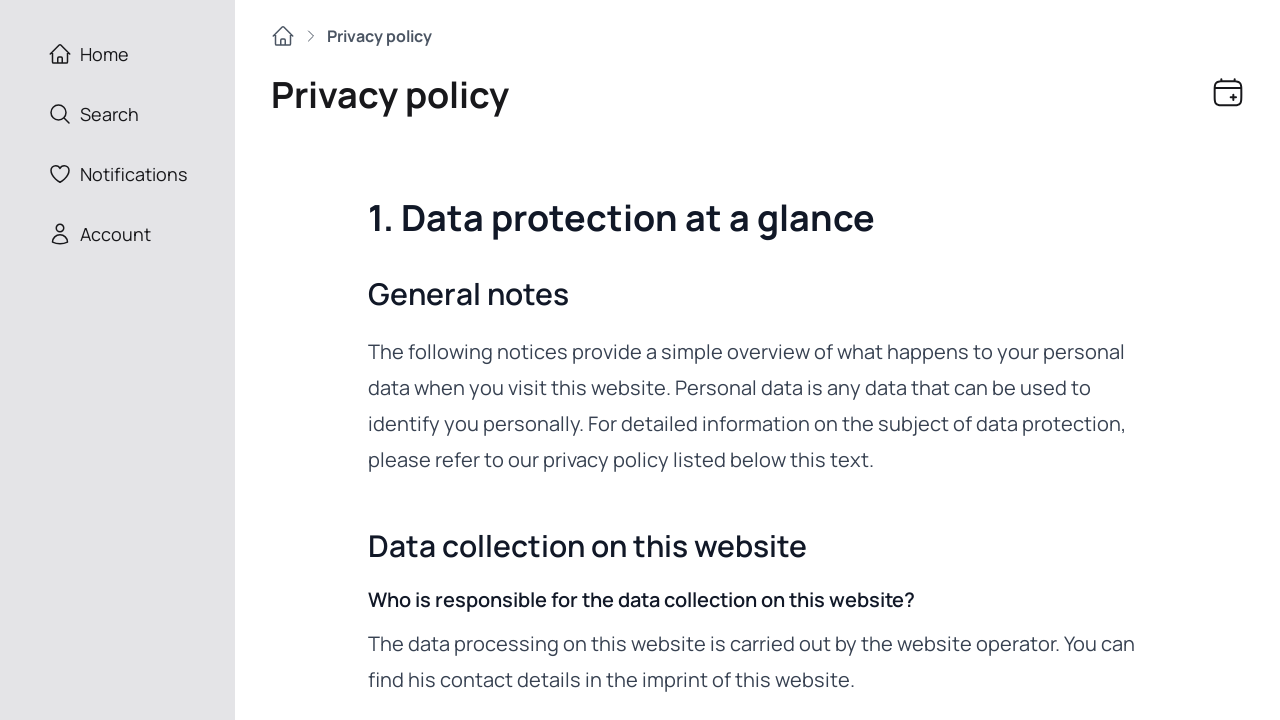 Home
Search
Notifications
Account
Privacy policy
Privacy policy
1. Data protection at a glance
General notes
The following notices provide a simple overview of what happens to your personal
data when you visit this website. Personal data is any data that can be used to
identify you personally. For detailed information on the subject of data protection,
please refer to our privacy policy listed below this text.
Data collection on this website
Who is responsible for the data collection on this website?
The data processing on this website is carried out by the website operator. You can
find his contact details in the imprint of this website.